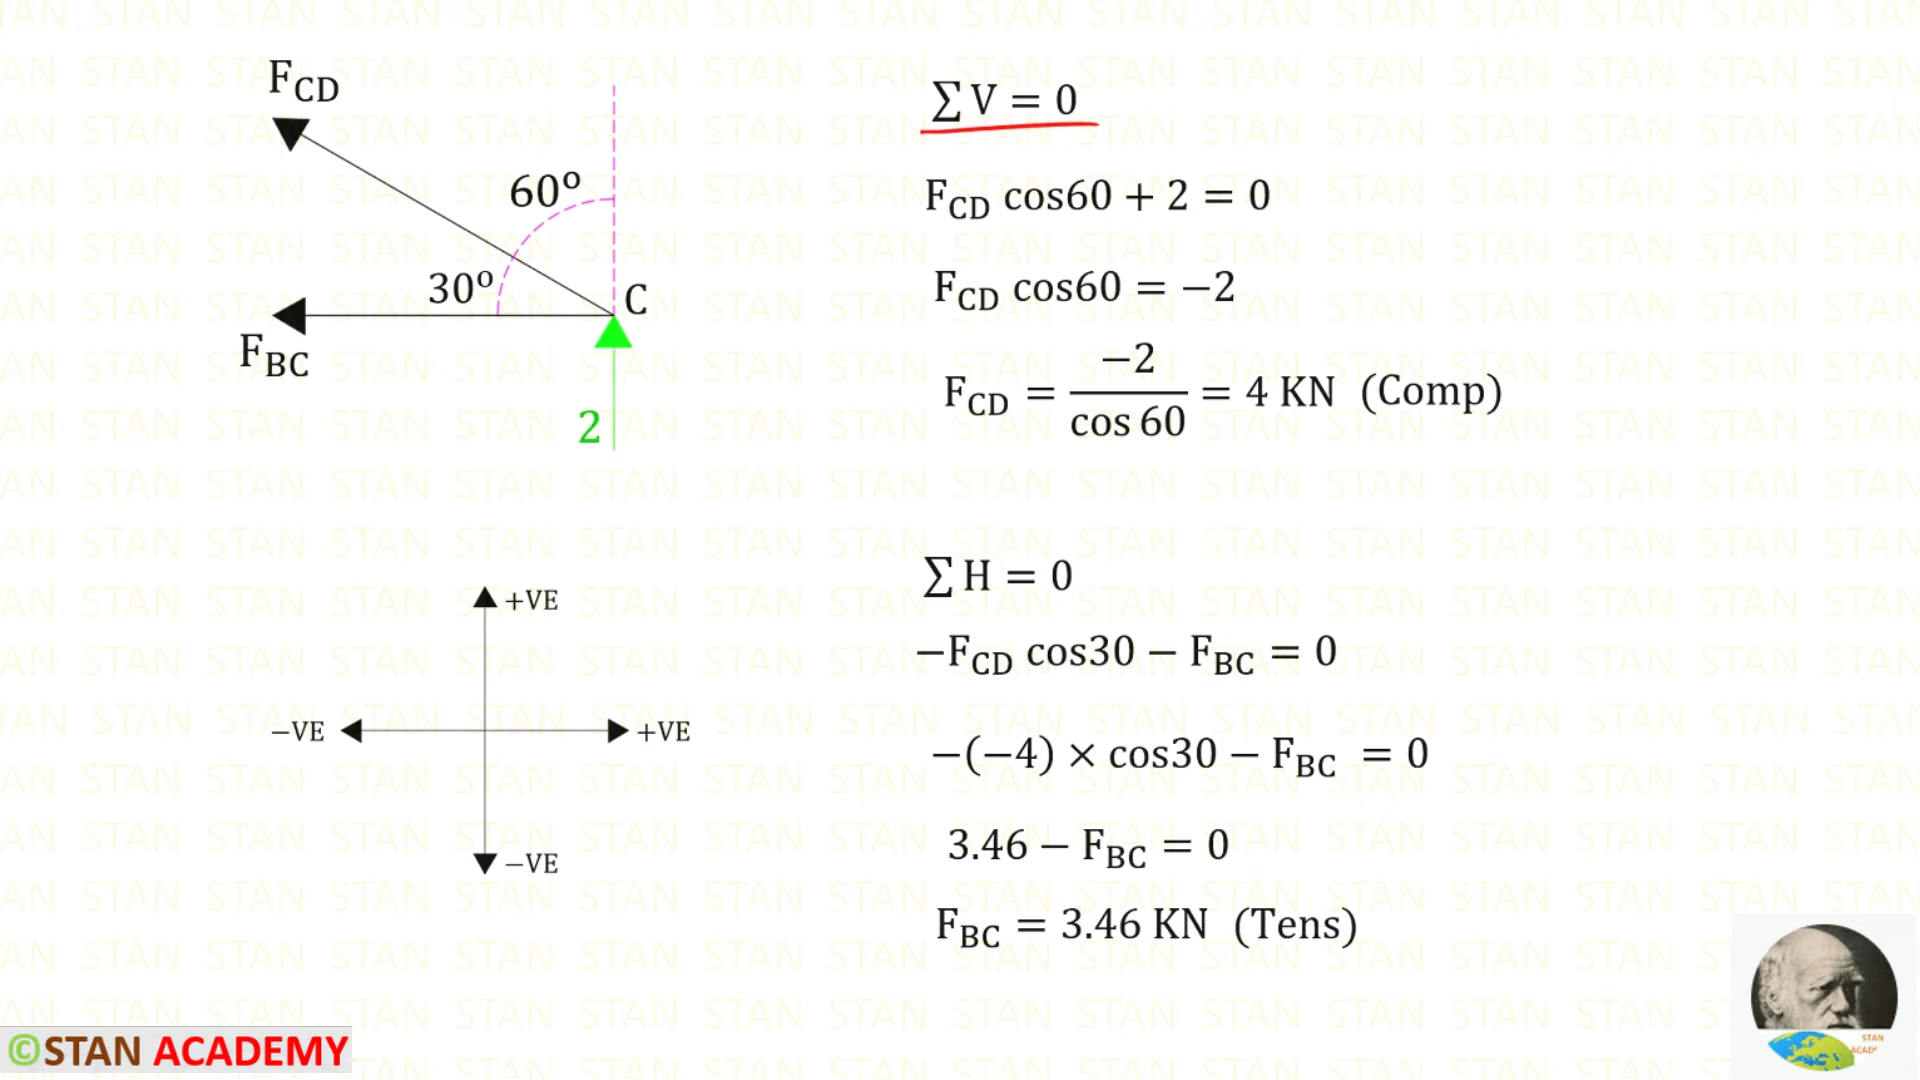 F_CD
60°
30°
C
F_BC
2
+VE
−VE
+VE
−VE
∑ V = 0
F_CD cos60 + 2 = 0
F_CD cos60 = −2
F_CD = −2 / cos 60 = 4 KN (Comp)
∑ H = 0
−F_CD cos30 − F_BC = 0
−(−4) × cos30 − F_BC = 0
3.46 − F_BC = 0
F_BC = 3.46 KN (Tens)
©STAN ACADEMY
STAN